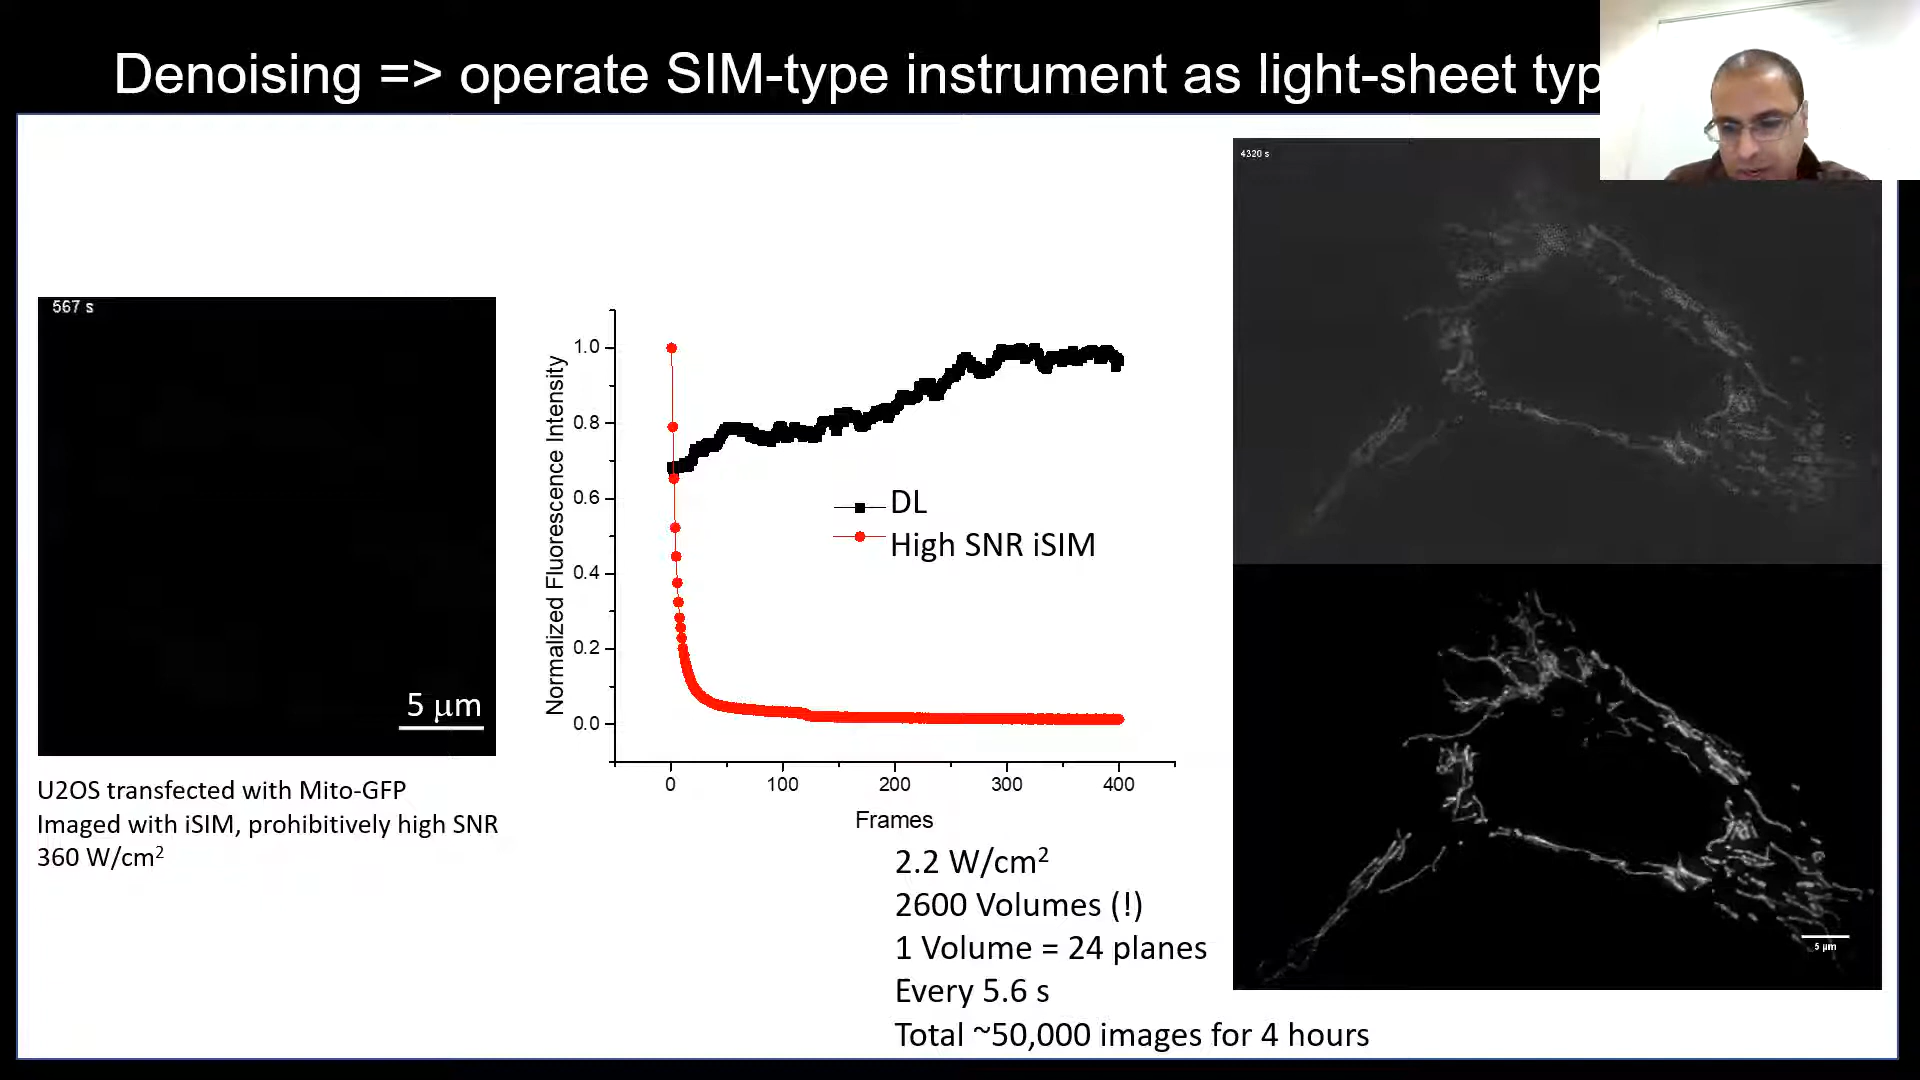 Denoising => operate SIM-type instrument as light-sheet typ
4320 s
567 s
5 μm
U2OS transfected with Mito-GFP
Imaged with iSIM, prohibitively high SNR
360 W/cm²
Normalized Fluorescence Intensity
1.0
0.8
0.6
0.4
0.2
0.0
DL
High SNR iSIM
0 100 200 300 400
Frames
2.2 W/cm²
2600 Volumes (!)
1 Volume = 24 planes
Every 5.6 s
Total ~50,000 images for 4 hours
5 μm